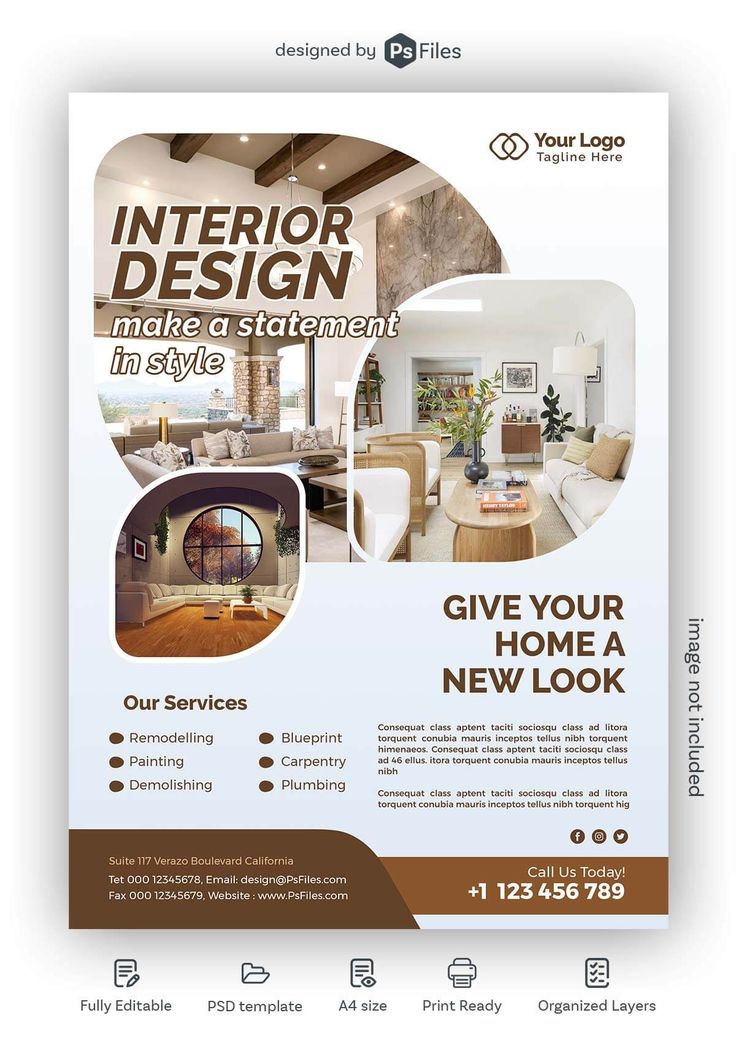 designed by Ps Files
Your Logo
Tagline Here
INTERIOR
DESIGN
make a statement
in style
HENRY TAYLOR
GIVE YOUR
HOME A
NEW LOOK
Our Services
Remodelling
Painting
Demolishing
Blueprint
Carpentry
Plumbing
Consequat class aptent taciti sociosqu class ad litora
torquent conubia mauris inceptos tellus nibh torquent
himenaeos. Consequat class aptent taciti sociosqu class
ad 46 ellus. itora torquent conubia mauris inceptos tellus
nibh
Consequat class aptent taciti sociosqu class ad litora
torquent conubia mauris inceptos tellus nibh torquent hig
Suite 117 Verazo Boulevard California
Tet 000 12345678, Email: design@PsFiles.com
Fax 000 12345679, Website : www.PsFiles.com
Call Us Today!
+1 123 456 789
image not included
Fully Editable
PSD template
A4 size
Print Ready
Organized Layers